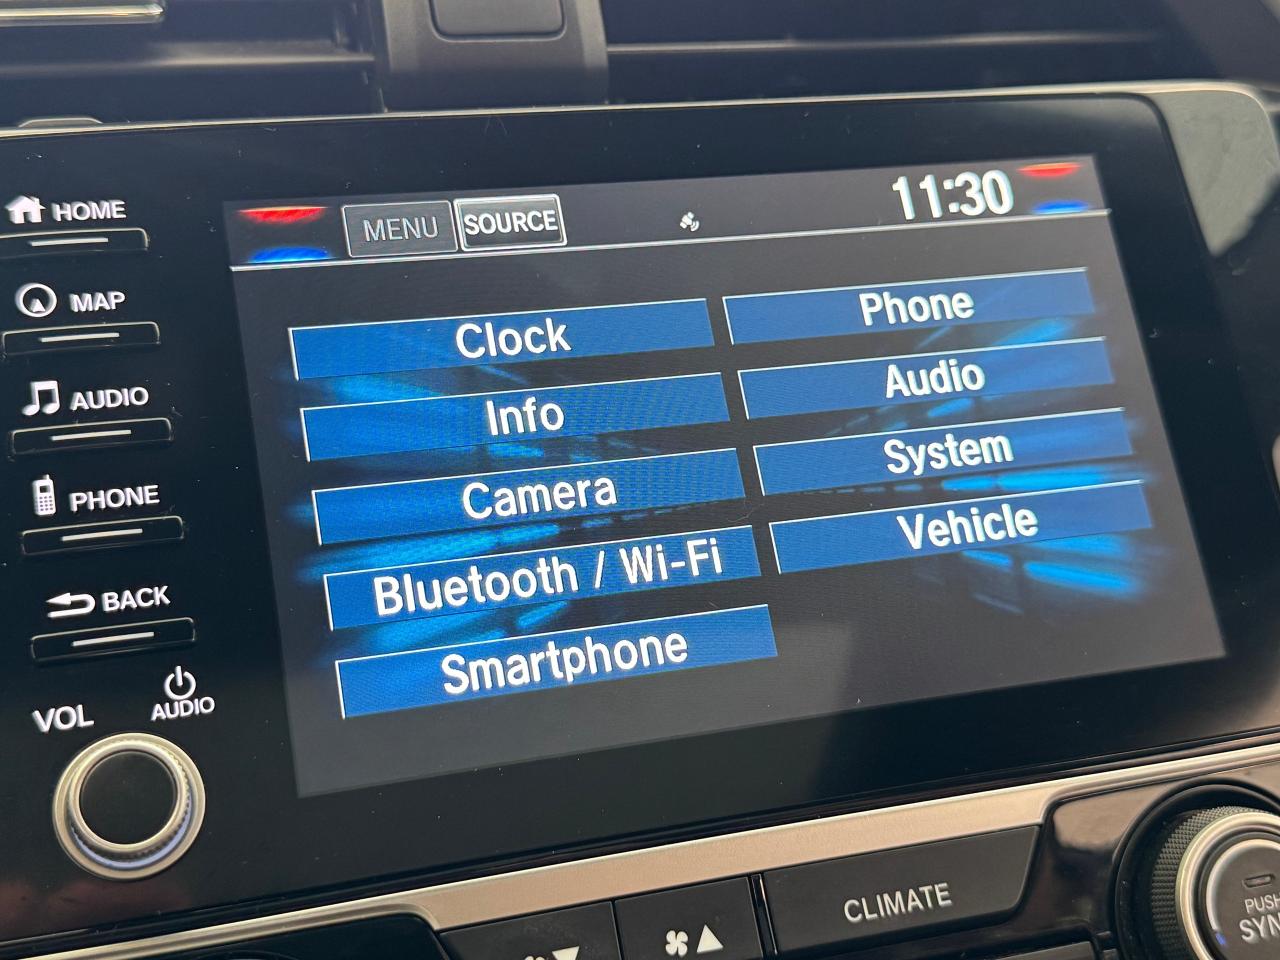 HOME
MAP
AUDIO
PHONE
BACK
VOL
AUDIO
MENU
SOURCE
11:30
Clock
Phone
Info
Audio
Camera
System
Bluetooth / Wi-Fi
Vehicle
Smartphone
CLIMATE
PUSH